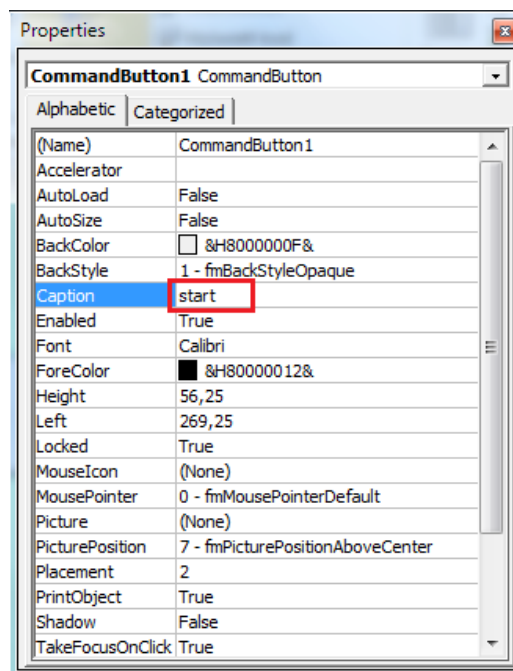 Properties
CommandButton1 CommandButton
Alphabetic Categorized
(Name) CommandButton1
Accelerator
AutoLoad False
AutoSize False
BackColor &H8000000F&
BackStyle 1 - fmBackStyleOpaque
Caption start
Enabled True
Font Calibri
ForeColor &H80000012&
Height 56,25
Left 269,25
Locked True
MouseIcon (None)
MousePointer 0 - fmMousePointerDefault
Picture (None)
PicturePosition 7 - fmPicturePositionAboveCenter
Placement 2
PrintObject True
Shadow False
TakeFocusOnClick True